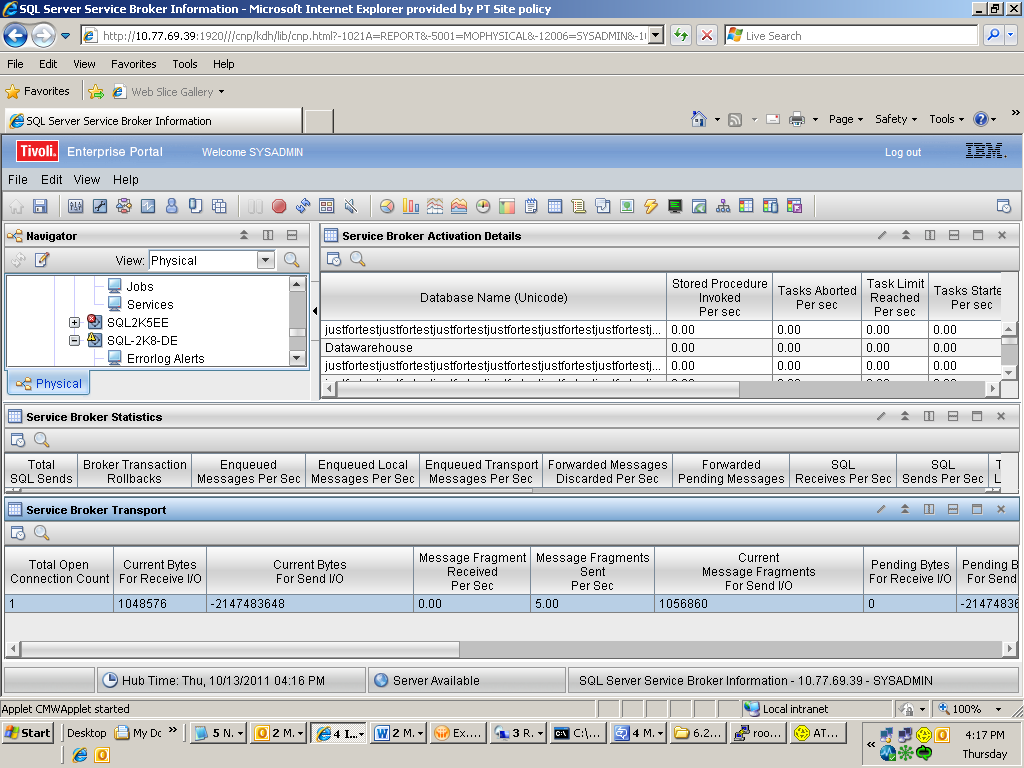 SQL Server Service Broker Information - Microsoft Internet Explorer provided by PT Site policy
http://10.77.69.39:1920///cnp/kdh/lib/cnp.html?-1021A=REPORT&-5001=MOPHYSICAL&-12006=SYSADMIN&-1
Live Search
File Edit View Favorites Tools Help
Favorites Web Slice Gallery
SQL Server Service Broker Information
Page Safety Tools
Tivoli. Enterprise Portal Welcome SYSADMIN Log out IBM.
File Edit View Help
Navigator
View: Physical
Jobs
Services
SQL2K5EE
SQL-2K8-DE
Errorlog Alerts
Physical
Service Broker Activation Details
Database Name (Unicode)
Stored Procedure
Invoked
Per sec
Tasks Aborted
Per sec
Task Limit
Reached
Per sec
Tasks Starte
Per sec
justfortestjustfortestjustfortestjustfortestjustfortestjustfortestj... 0.00 0.00 0.00 0.00
Datawarehouse 0.00 0.00 0.00 0.00
justfortestjustfortestjustfortestjustfortestjustfortestjustfortestj... 0.00 0.00 0.00 0.00
Service Broker Statistics
Total
SQL Sends
Broker Transaction
Rollbacks
Enqueued
Messages Per Sec
Enqueued Local
Messages Per Sec
Enqueued Transport
Messages Per Sec
Forwarded Messages
Discarded Per Sec
Forwarded
Pending Messages
SQL
Receives Per Sec
SQL
Sends Per Sec
T
L
Service Broker Transport
Total Open
Connection Count
Current Bytes
For Receive I/O
Current Bytes
For Send I/O
Message Fragment
Received
Per Sec
Message Fragments
Sent
Per Sec
Current
Message Fragments
For Send I/O
Pending Bytes
For Receive I/O
Pending B
For Send
1 1048576 -2147483648 0.00 5.00 1056860 0 -21474836
Hub Time: Thu, 10/13/2011 04:16 PM
Server Available
SQL Server Service Broker Information - 10.77.69.39 - SYSADMIN
Applet CMWApplet started
Local intranet
100%
Start Desktop My Dc 5 N. 2 M. 4 I. 2 M. Ex... 3 R. C:\... 4 M. 6.2... roo... AT... 4:17 PM
Thursday